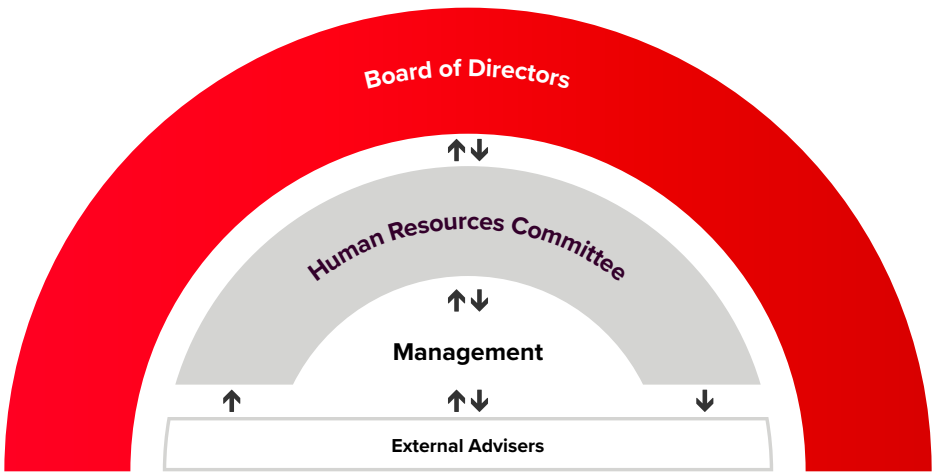 Board of Directors
Human Resources Committee
Management
External Advisers